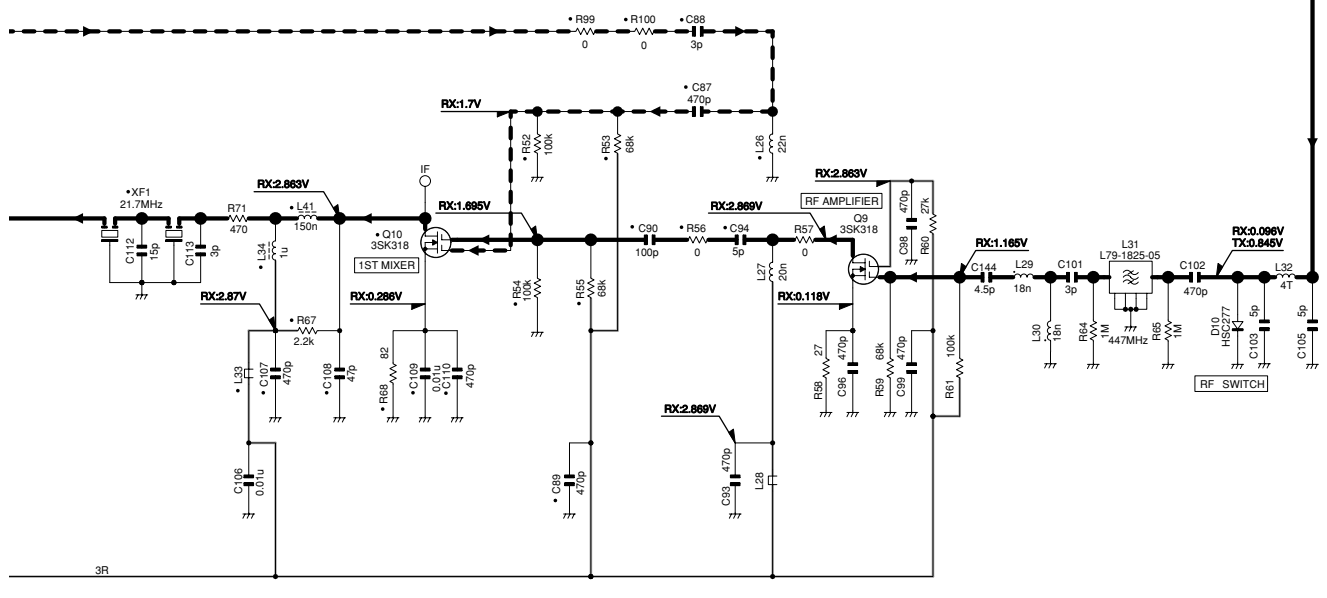 • R99
0
• R100
0
• C88
3p
• C87
470p
RX:1.7V
• R52
100k
• R53
68k
• L26
22n
IF
RX:2.863V
• XF1
21.7MHz
R71
470
• L41
150n
C112
15p
C113
3p
• L34
1u
• Q10
3SK318
1ST MIXER
RX:1.695V
• C90
100p
• R56
0
• C94
5p
RX:2.869V
R57
0
RX:2.863V
RF AMPLIFIER
Q9
3SK318
470p
C98
27k
R60
RX:1.165V
C144
4.5p
L29
18n
C101
3p
L31
L79-1825-05
447MHz
C102
470p
RX:0.096V
TX:0.845V
L32
4T
• R54
100k
• R55
68k
L27
20n
L30
18n
R64
1M
R65
1M
D10
HSC277
5p
C103
5p
C105
RF SWITCH
RX:2.87V
• R67
2.2k
RX:0.286V
RX:0.118V
• L33
• C107
470p
• C108
47p
82
• R68
• C109
0.01u
• C110
470p
27
R58
470p
C96
68k
R59
470p
C99
100k
R61
RX:2.869V
C106
0.01u
• C89
470p
470p
C93
L28
3R